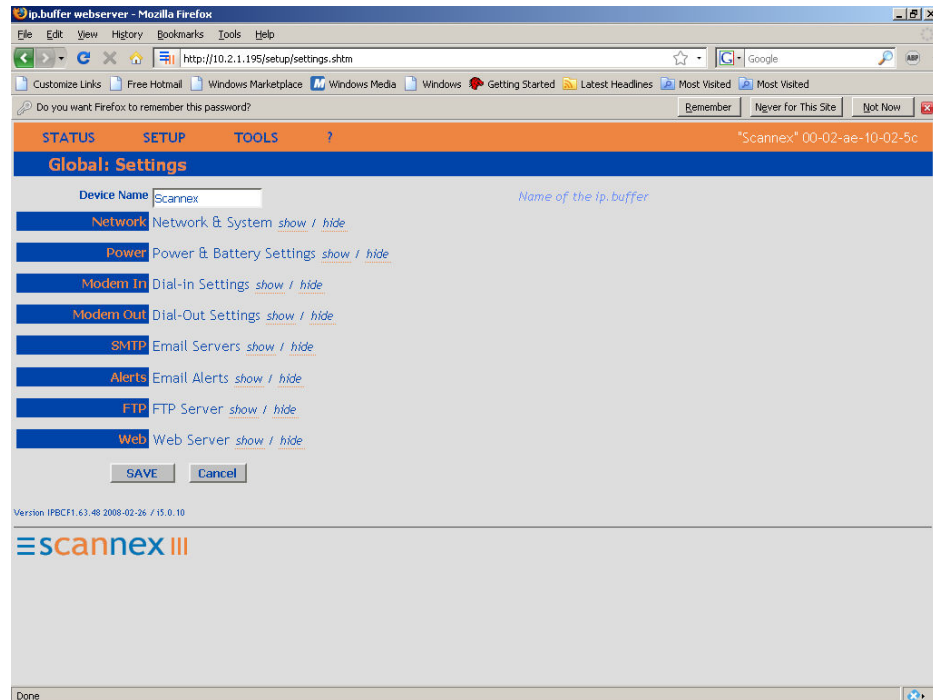 ip.buffer webserver - Mozilla Firefox
File Edit View History Bookmarks Tools Help
http://10.2.1.195/setup/settings.shtm
G Google
ABP
Customize Links Free Hotmail Windows Marketplace Windows Media Windows Getting Started Latest Headlines Most Visited Most Visited
Do you want Firefox to remember this password? Remember Never for This Site Not Now
STATUS SETUP TOOLS ? "Scannex" 00-02-ae-10-02-5c
Global: Settings
Device Name Scannex Name of the ip.buffer
Network Network & System show / hide
Power Power & Battery Settings show / hide
Modem In Dial-in Settings show / hide
Modem Out Dial-Out Settings show / hide
SMTP Email Servers show / hide
Alerts Email Alerts show / hide
FTP FTP Server show / hide
Web Web Server show / hide
SAVE Cancel
Version IPBCF1.63.48 2008-02-26 / i5.0.10
scannex
Done